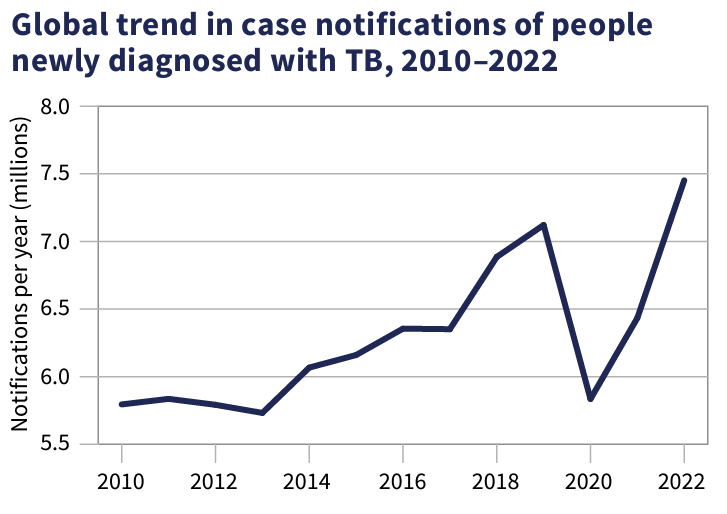 Global trend in case notifications of people
newly diagnosed with TB, 2010–2022
Notifications per year (millions)
8.0
7.5
7.0
6.5
6.0
5.5
2010 2012 2014 2016 2018 2020 2022